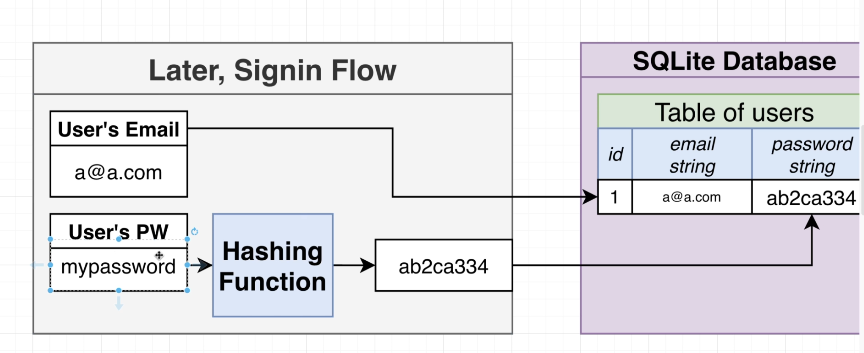 Later, Signin Flow
User's Email
a@a.com
User's PW
mypassword
Hashing
Function
ab2ca334
SQLite Database
Table of users
id
email
string
password
string
1
a@a.com
ab2ca334